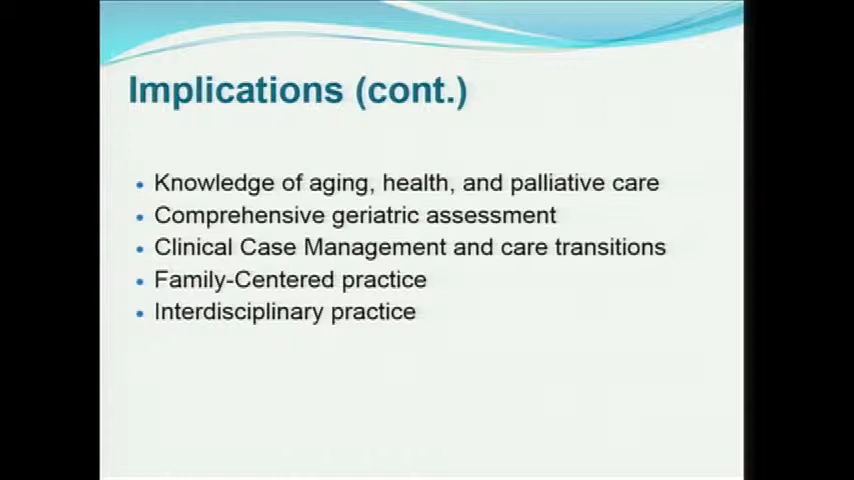 Implications (cont.)
• Knowledge of aging, health, and palliative care
• Comprehensive geriatric assessment
• Clinical Case Management and care transitions
• Family-Centered practice
• Interdisciplinary practice